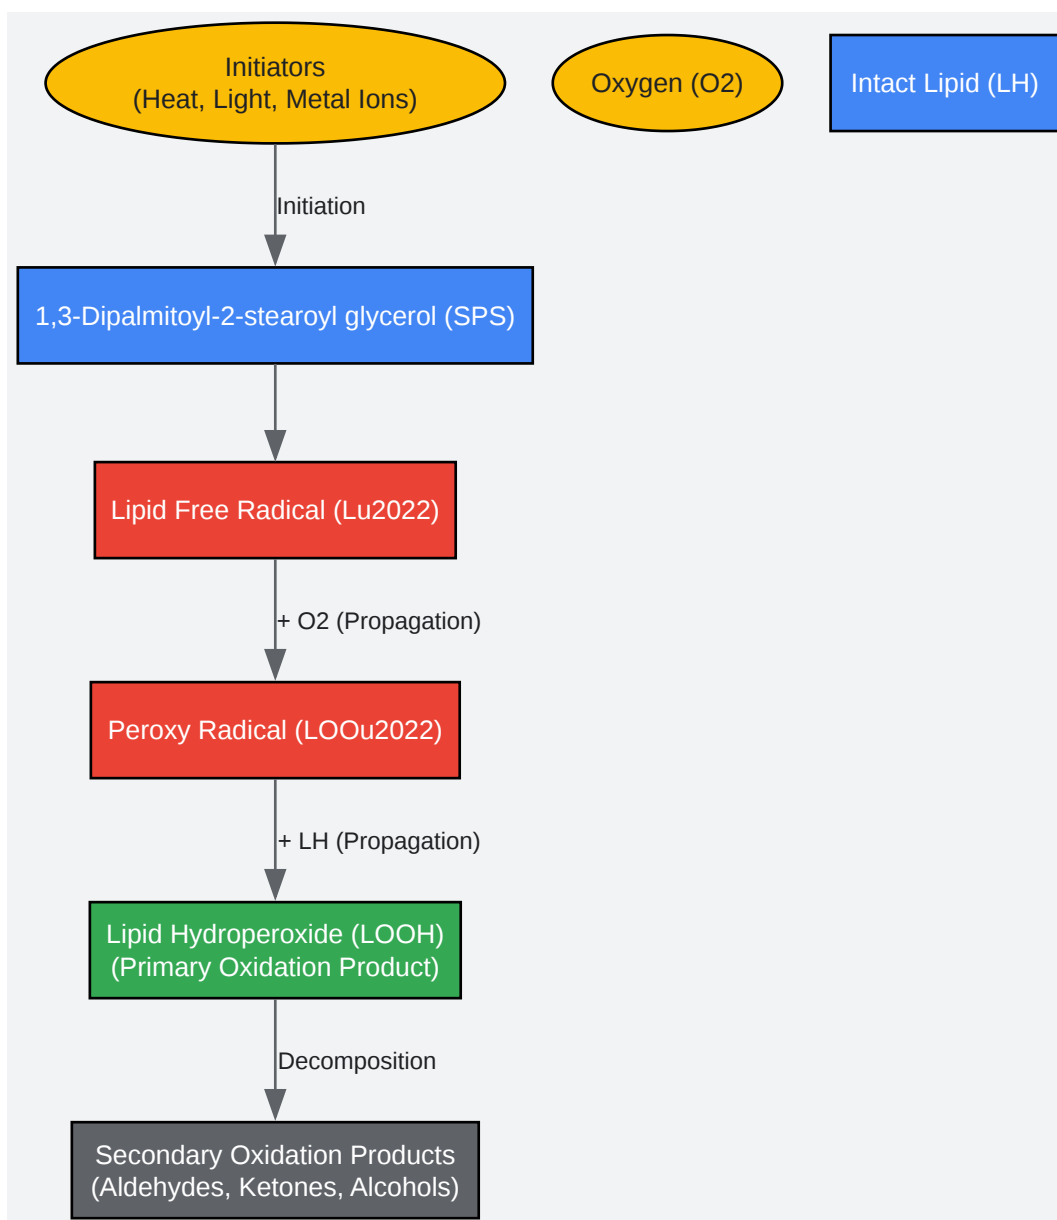 Initiators
(Heat, Light, Metal Ions)
Oxygen (O2)
Intact Lipid (LH)
Initiation
1,3-Dipalmitoyl-2-stearoyl glycerol (SPS)
Lipid Free Radical (Lu2022)
+ O2 (Propagation)
Peroxy Radical (LOOu2022)
+ LH (Propagation)
Lipid Hydroperoxide (LOOH)
(Primary Oxidation Product)
Decomposition
Secondary Oxidation Products
(Aldehydes, Ketones, Alcohols)